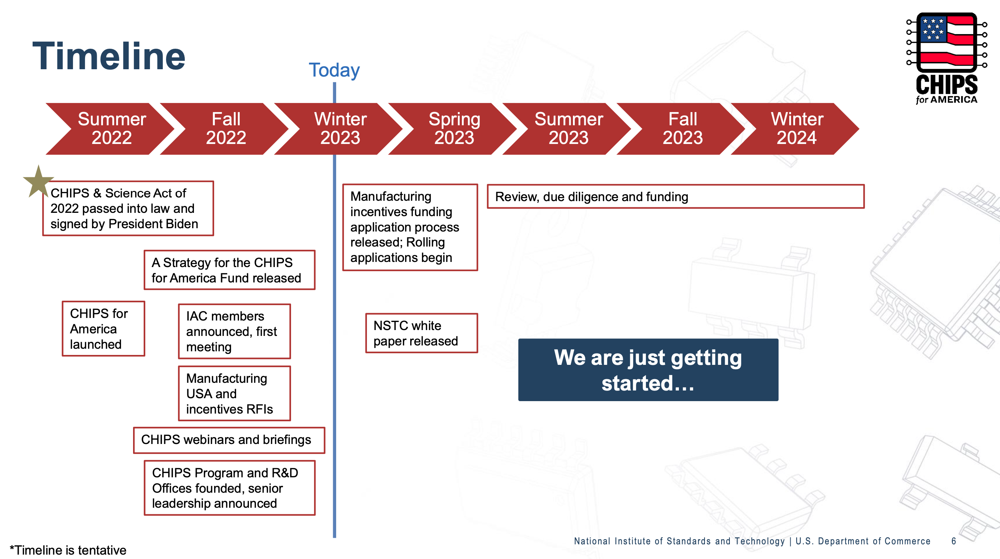 Timeline
Today
CHIPS
for AMERICA
Summer
2022
Fall
2022
Winter
2023
Spring
2023
Summer
2023
Fall
2023
Winter
2024
CHIPS & Science Act of
2022 passed into law and
signed by President Biden
Manufacturing
incentives funding
application process
released; Rolling
applications begin
Review, due diligence and funding
A Strategy for the CHIPS
for America Fund released
CHIPS for
America
launched
IAC members
announced, first
meeting
NSTC white
paper released
We are just getting
started…
Manufacturing
USA and
incentives RFIs
CHIPS webinars and briefings
CHIPS Program and R&D
Offices founded, senior
leadership announced
*Timeline is tentative
National Institute of Standards and Technology | U.S. Department of Commerce 6